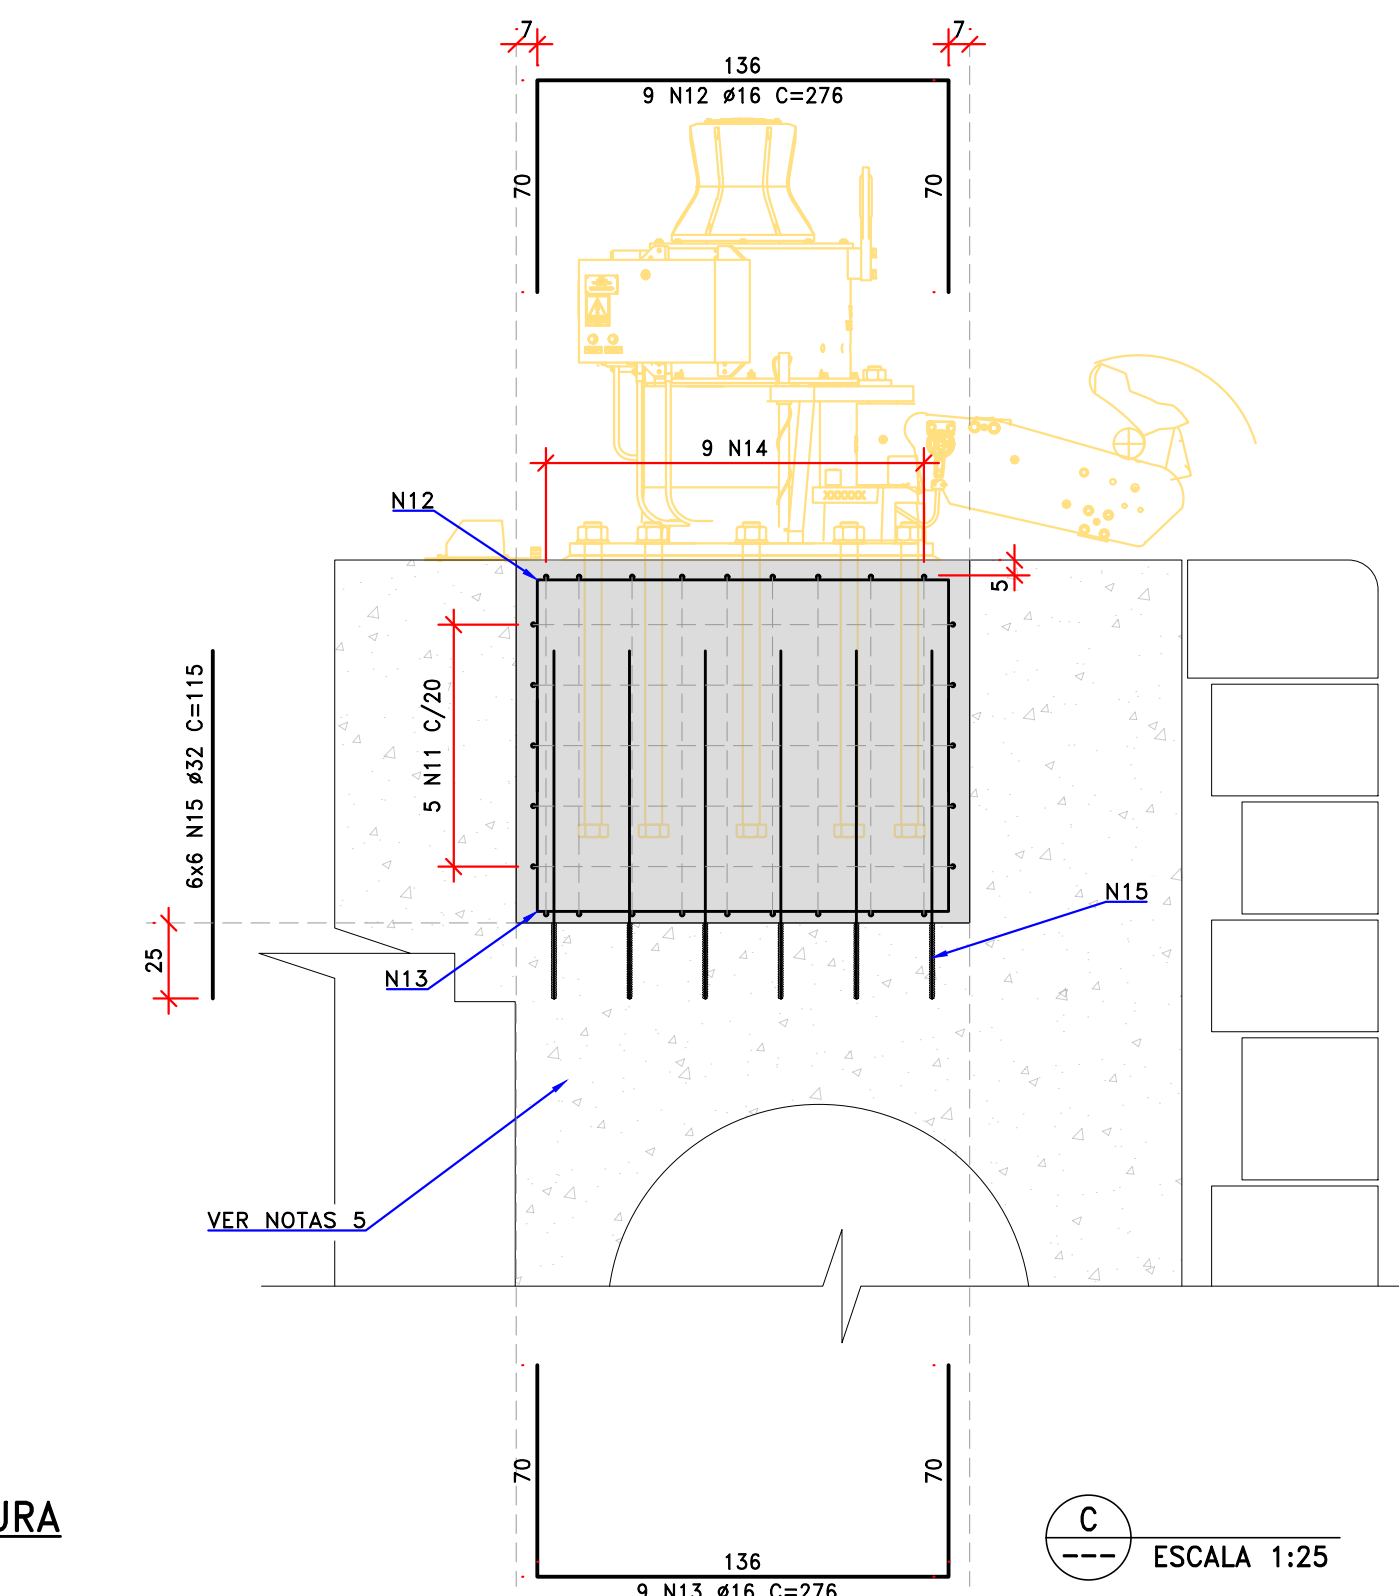 7
7
136
9 N12 ø16 C=276
70
70
9 N14
N12
5
5 N11 C/20
6x6 N15 ø32 C=115
N15
25
N13
VER NOTAS 5
70
70
URA
C
---
ESCALA 1:25
136
9 N13 ø16 C=276